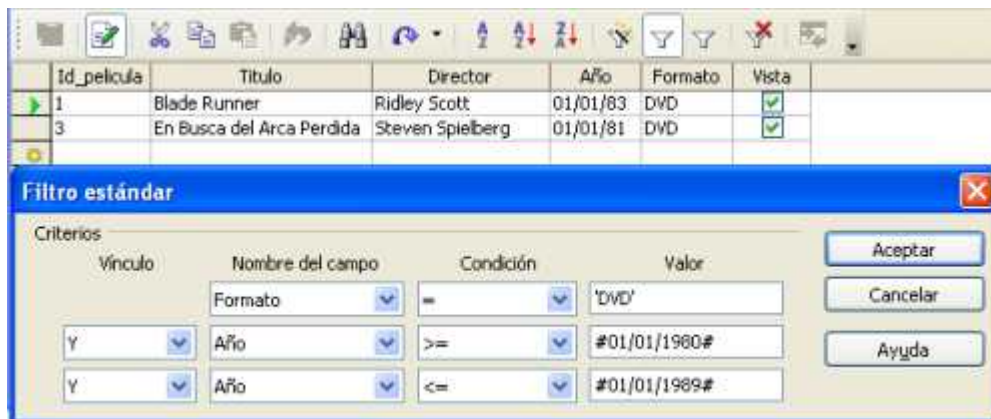 Id_pelicula Titulo Director Año Formato Vista
1 Blade Runner Ridley Scott 01/01/83 DVD
3 En Busca del Arca Perdida Steven Spielberg 01/01/81 DVD
Filtro estándar
Criterios
Vínculo Nombre del campo Condición Valor
Formato = 'DVD'
Y Año >= #01/01/1980#
Y Año <= #01/01/1989#
Aceptar
Cancelar
Ayuda